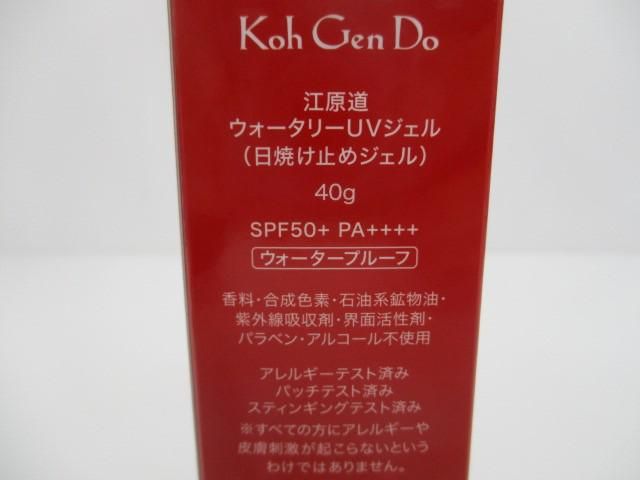 Koh Gen Do
江原道
ウォータリーUVジェル
（日焼け止めジェル）
40g
SPF50+ PA++++
ウォータープルーフ
香料・合成色素・石油系鉱物油・
紫外線吸収剤・界面活性剤・
パラベン・アルコール不使用
アレルギーテスト済み
パッチテスト済み
スティンギングテスト済み
※すべての方にアレルギーや
皮膚刺激が起こらないという
わけではありません。